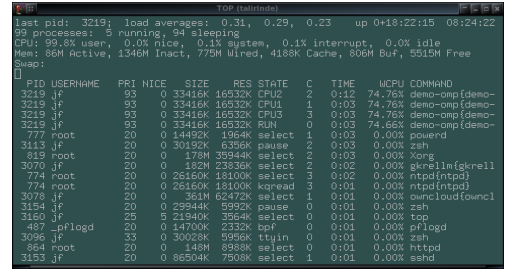 TOP (tallrinde)
last pid:  3219;  load averages:  0.31,  0.29,  0.23    up 0+18:22:15  08:24:22
99 processes:  5 running, 94 sleeping
CPU: 99.8% user,  0.0% nice,  0.1% system,  0.1% interrupt,  0.0% idle
Mem: 86M Active, 1346M Inact, 775M Wired, 4188K Cache, 806M Buf, 5515M Free
Swap:
PID USERNAME PRI NICE SIZE RES STATE C TIME WCPU COMMAND
3219 jf 93 0 33416K 16532K CPU2 2 0:12 74.76% demo-omp{demo-
3219 jf 93 0 33416K 16532K CPU1 1 0:03 74.76% demo-omp{demo-
3219 jf 93 0 33416K 16532K CPU3 3 0:03 74.76% demo-omp{demo-
3219 jf 93 0 33416K 16532K RUN 0 0:03 74.66% demo-omp{demo-
777 root 20 0 14492K 1964K select 1 0:03 0.00% powerd
3113 jf 20 0 30192K 6356K pause 2 0:03 0.00% zsh
819 root 20 0 178M 35944K select 2 0:03 0.00% Xorg
3070 jf 20 0 182M 23836K select 2 0:02 0.00% gkrellm{gkrell
774 root 20 0 26160K 18100K select 3 0:02 0.00% ntpd{ntpd}
774 root 20 0 26160K 18100K kqread 3 0:01 0.00% ntpd{ntpd}
3078 jf 20 0 361M 62472K select 1 0:01 0.00% owncloud{owncl
3154 jf 20 0 29944K 5992K pause 0 0:01 0.00% zsh
3160 jf 25 5 21940K 3564K select 0 0:01 0.00% top
487 _pflogd 20 0 14700K 2332K bpf 0 0:01 0.00% pflogd
3096 jf 33 0 30028K 5956K ttyin 0 0:01 0.00% zsh
864 root 20 0 148M 8988K select 0 0:01 0.00% httpd
3153 jf 20 0 86504K 7508K select 1 0:01 0.00% sshd